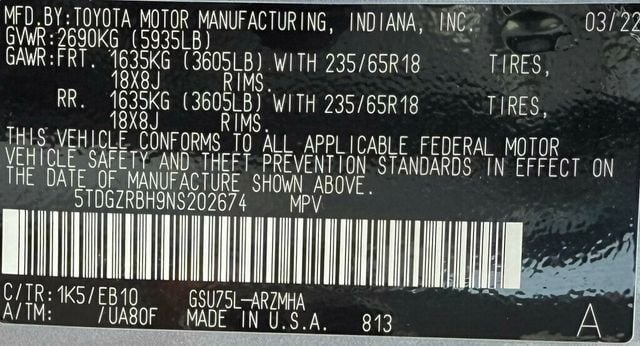 MFD.BY:TOYOTA MOTOR MANUFACTURING, INDIANA, INC. 03/22
GVWR:2690KG (5935LB)
GAWR:FRT. 1635KG (3605LB) WITH 235/65R18 TIRES,
18X8J RIMS.
RR. 1635KG (3605LB) WITH 235/65R18 TIRES,
18X8J RIMS.
THIS VEHICLE CONFORMS TO ALL APPLICABLE FEDERAL MOTOR
VEHICLE SAFETY AND THEFT PREVENTION STANDARDS IN EFFECT ON
THE DATE OF MANUFACTURE SHOWN ABOVE.
5TDGZRBH9NS202674 MPV
C/TR:1K5/EB10 GSU75L-ARZMHA
A/TM: /UA80F MADE IN U.S.A. 813 A